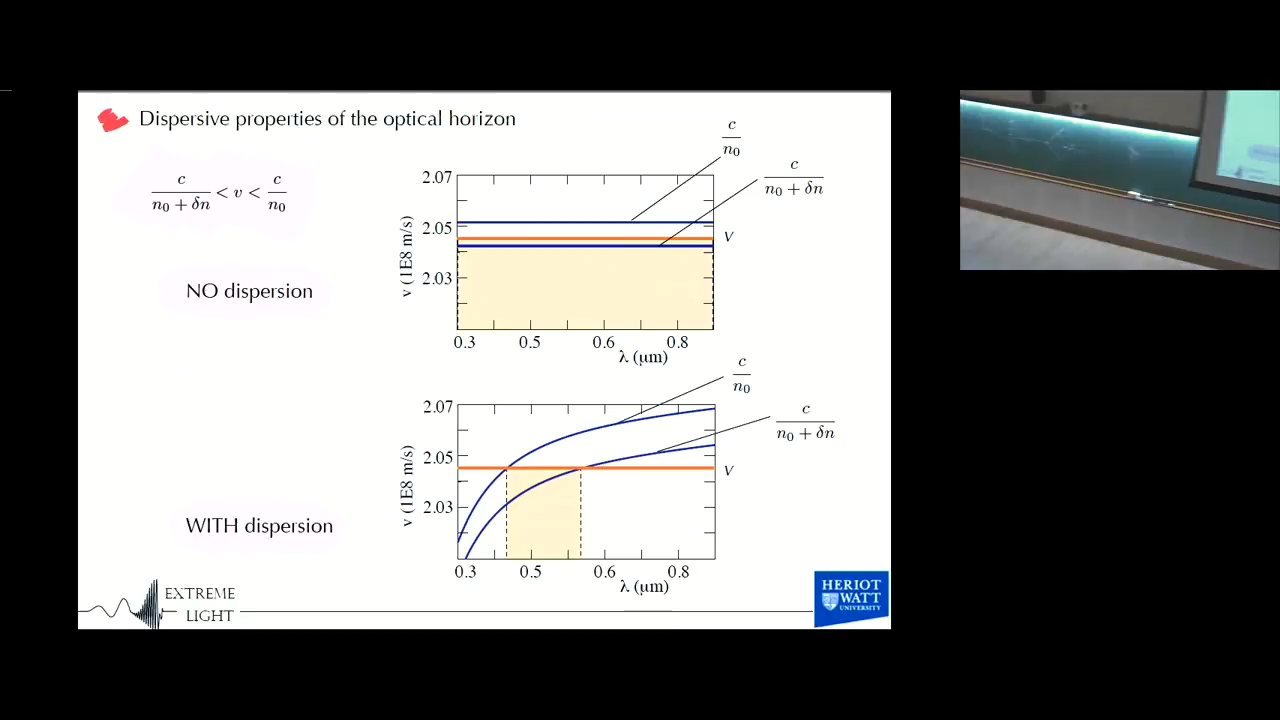 Dispersive properties of the optical horizon
c/(n₀ + δn) < v < c/n₀
NO dispersion
c/n₀
c/(n₀ + δn)
V
2.07
2.05
2.03
v (1E8 m/s)
0.3 0.5 0.6 0.8
λ (μm)
WITH dispersion
c/n₀
c/(n₀ + δn)
V
2.07
2.05
2.03
v (1E8 m/s)
0.3 0.5 0.6 0.8
λ (μm)
EXTREME
LIGHT
HERIOT
WATT
UNIVERSITY